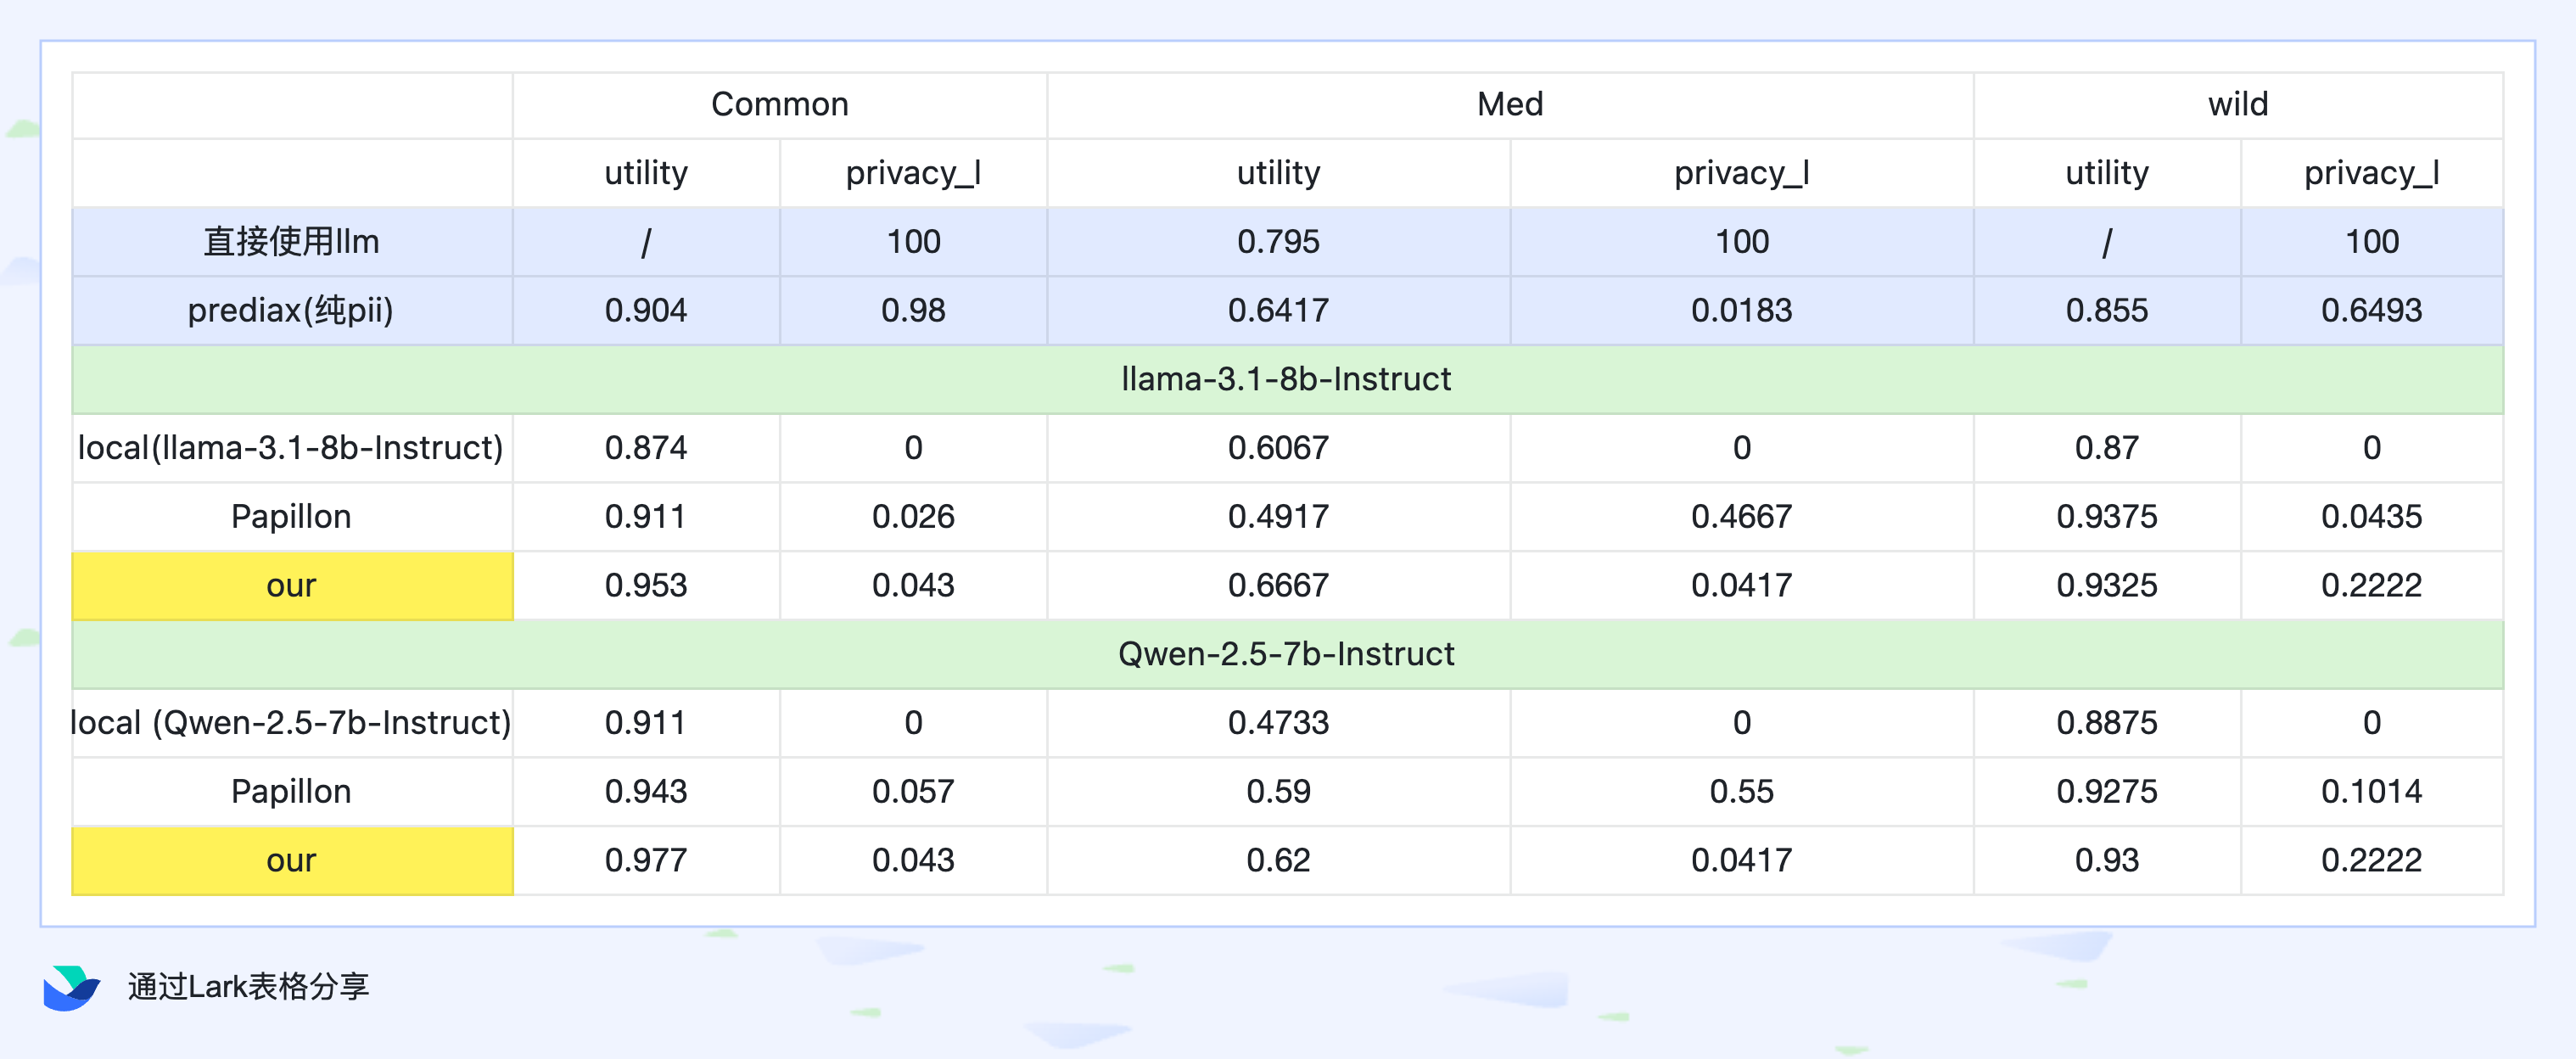 Common Med wild
utility privacy_l utility privacy_l utility privacy_l
直接使用llm / 100 0.795 100 / 100
prediax(纯pii) 0.904 0.98 0.6417 0.0183 0.855 0.6493
llama-3.1-8b-Instruct
local(llama-3.1-8b-Instruct) 0.874 0 0.6067 0 0.87 0
Papillon 0.911 0.026 0.4917 0.4667 0.9375 0.0435
our 0.953 0.043 0.6667 0.0417 0.9325 0.2222
Qwen-2.5-7b-Instruct
local (Qwen-2.5-7b-Instruct) 0.911 0 0.4733 0 0.8875 0
Papillon 0.943 0.057 0.59 0.55 0.9275 0.1014
our 0.977 0.043 0.62 0.0417 0.93 0.2222
通过Lark表格分享